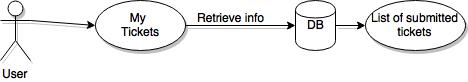 My
Tickets
Retrieve info
DB
List of submitted
tickets
User